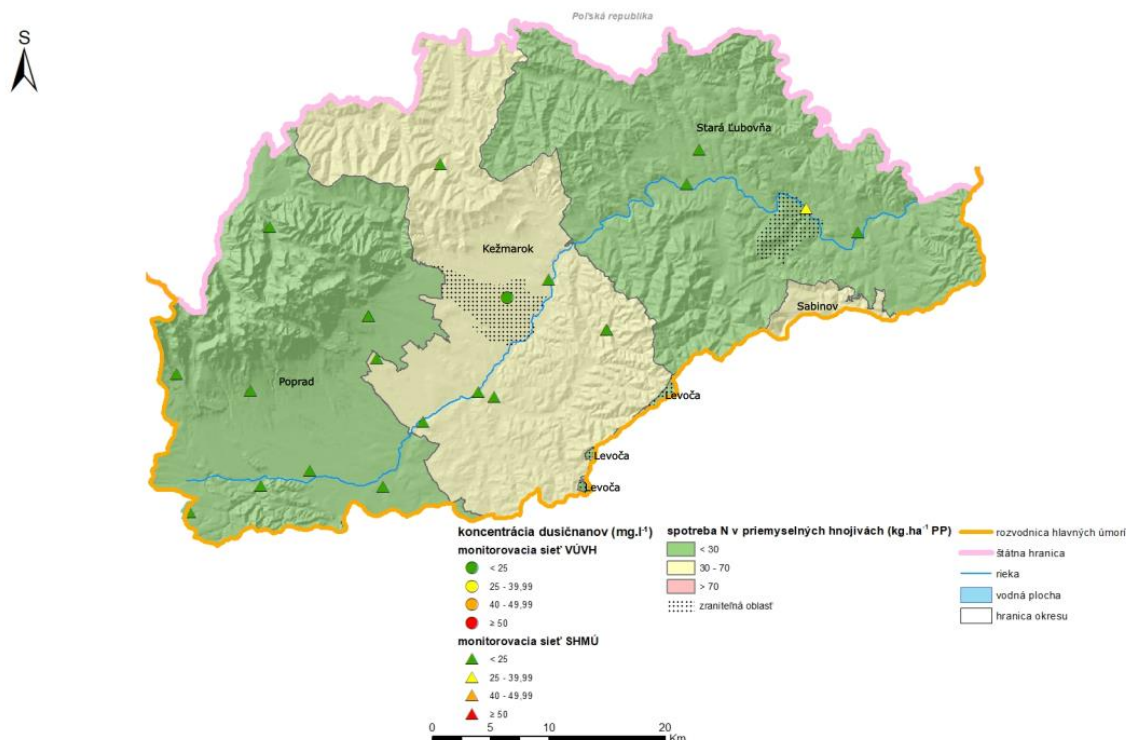 Poľská republika
S
Stará Ľubovňa
Kežmarok
Sabinov
Poprad
Levoča
Levoča
Levoča
koncentrácia dusičnanov (mg.l-¹)
monitorovacia sieť VÚVH
< 25
25 - 39,99
40 - 49,99
≥ 50
monitorovacia sieť SHMÚ
< 25
25 - 39,99
40 - 49,99
≥ 50
spotreba N v priemyselných hnojivách (kg.ha-¹ PP)
< 30
30 - 70
> 70
zraniteľná oblasť
rozvodnica hlavných úmorí
štátna hranica
rieka
vodná plocha
hranica okresu
0 5 10 20
Km